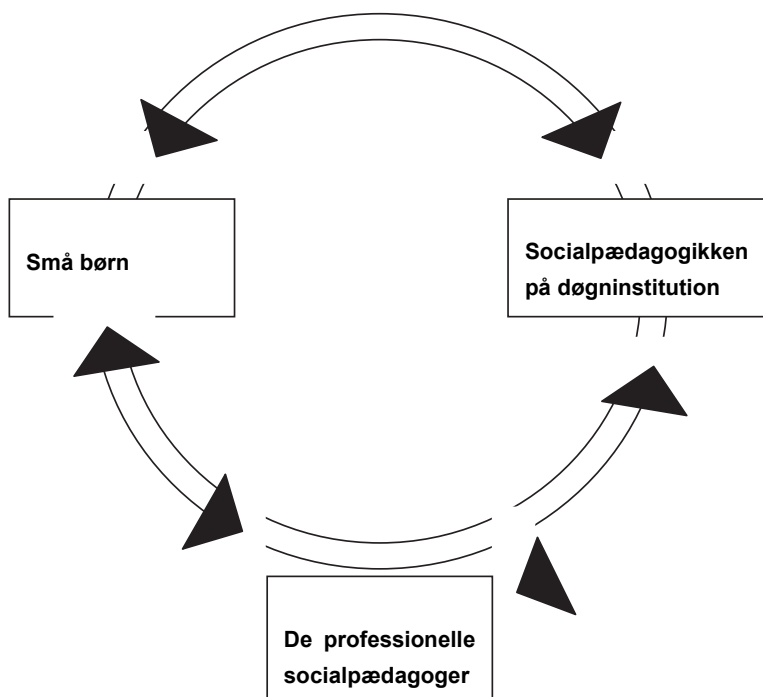 Små børn
Socialpædagogikken
på døgninstitution
De professionelle
socialpædagoger